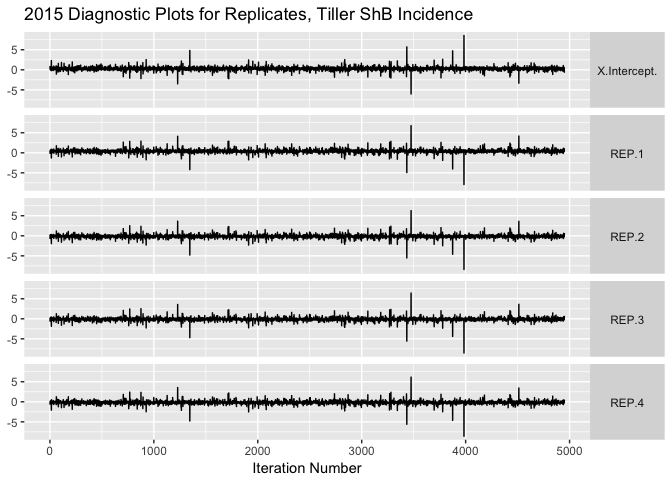 2015 Diagnostic Plots for Replicates, Tiller ShB Incidence
5
0
-5
X.Intercept.
5
0
-5
REP.1
5
0
-5
REP.2
5
0
-5
REP.3
5
0
-5
REP.4
0 1000 2000 3000 4000 5000
Iteration Number